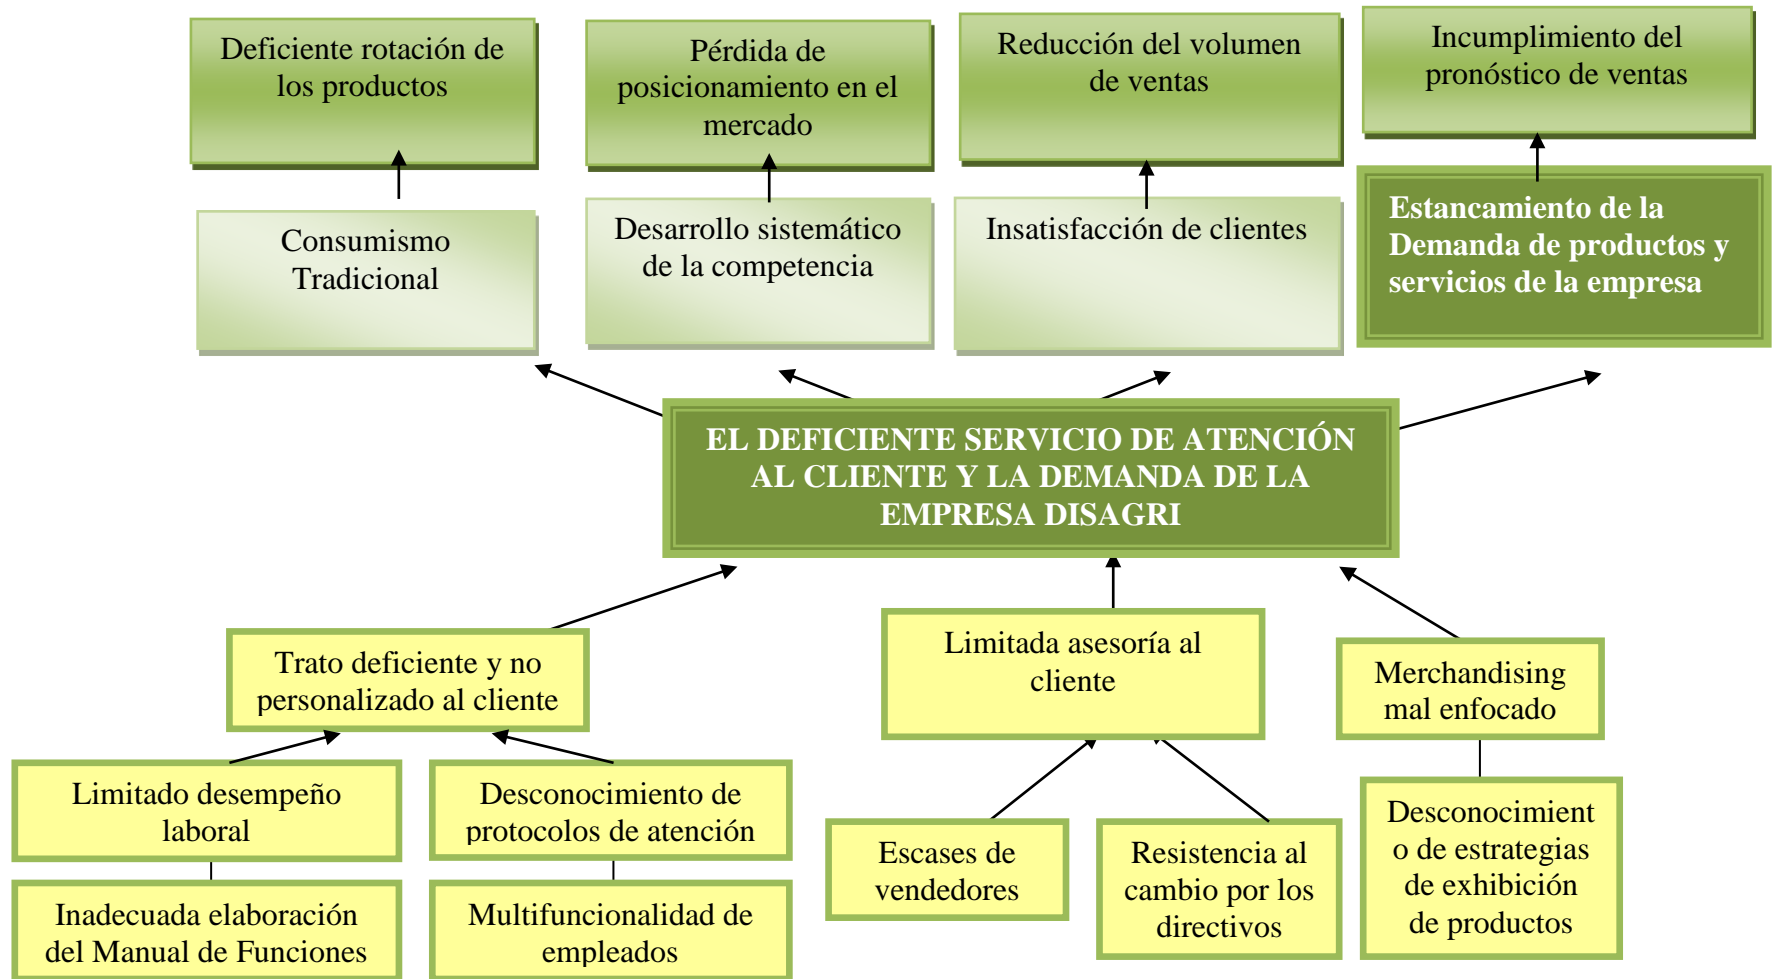 Deficiente rotación de
los productos
Pérdida de
posicionamiento en el
mercado
Reducción del volumen
de ventas
Incumplimiento del
pronóstico de ventas
Consumismo
Tradicional
Desarrollo sistemático
de la competencia
Insatisfacción de clientes
Estancamiento de la
Demanda de productos y
servicios de la empresa
EL DEFICIENTE SERVICIO DE ATENCIÓN
AL CLIENTE Y LA DEMANDA DE LA
EMPRESA DISAGRI
Trato deficiente y no
personalizado al cliente
Limitada asesoría al
cliente
Merchandising
mal enfocado
Limitado desempeño
laboral
Desconocimiento de
protocolos de atención
Escases de
vendedores
Resistencia al
cambio por los
directivos
Desconocimient
o de estrategias
de exhibición
de productos
Inadecuada elaboración
del Manual de Funciones
Multifuncionalidad de
empleados